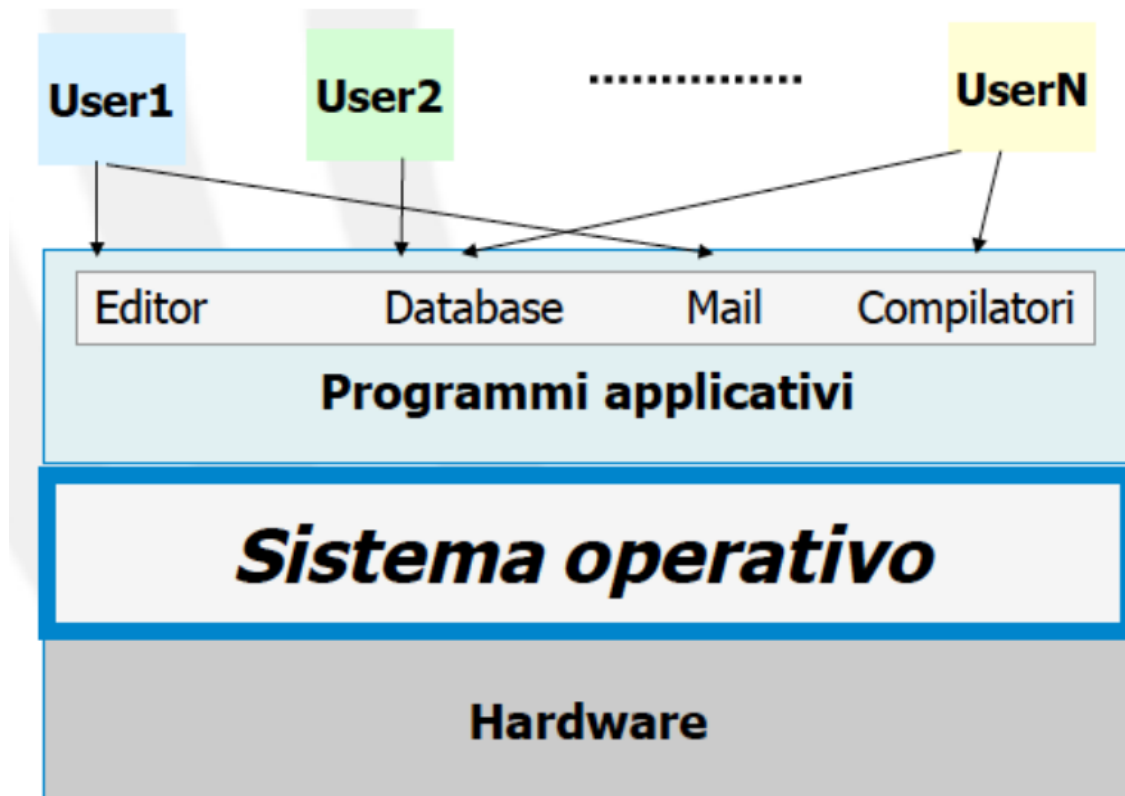 User1 User2 UserN
Editor Database Mail Compilatori
Programmi applicativi
Sistema operativo
Hardware